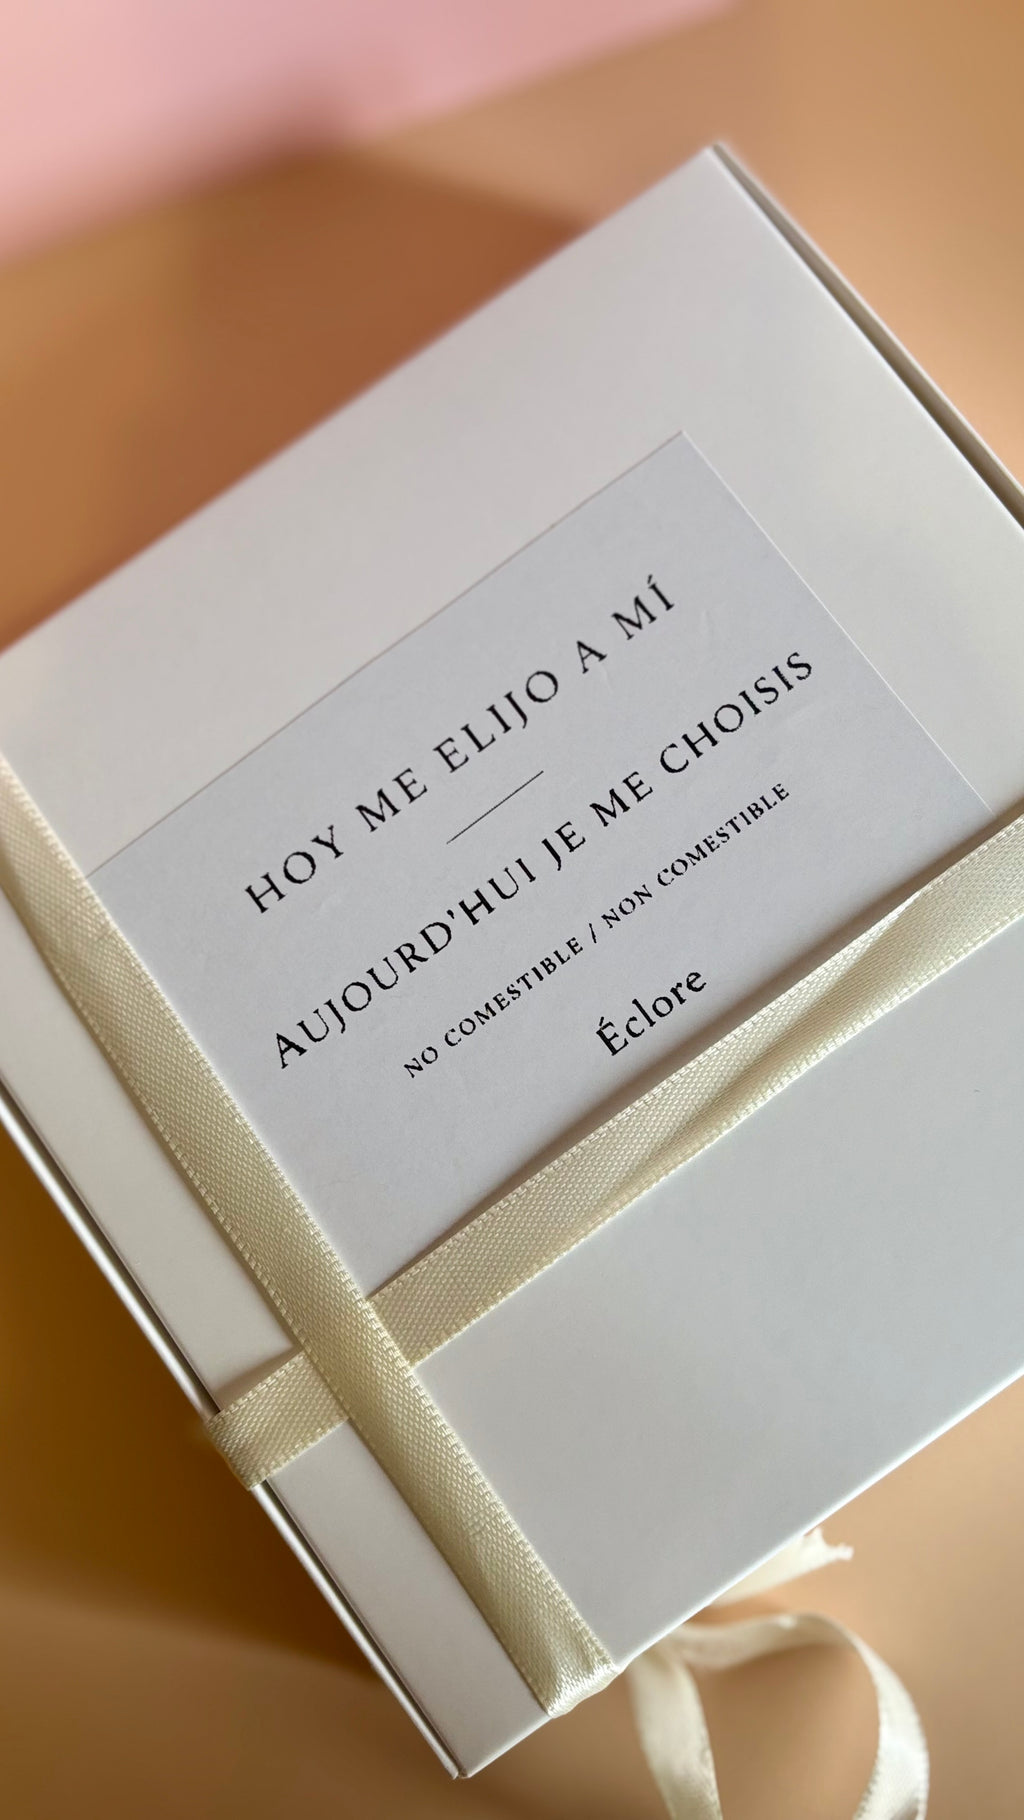 HOY ME ELIJO A MÍ
AUJOURD'HUI JE ME CHOISIS
NO COMESTIBLE / NON COMESTIBLE
Éclore